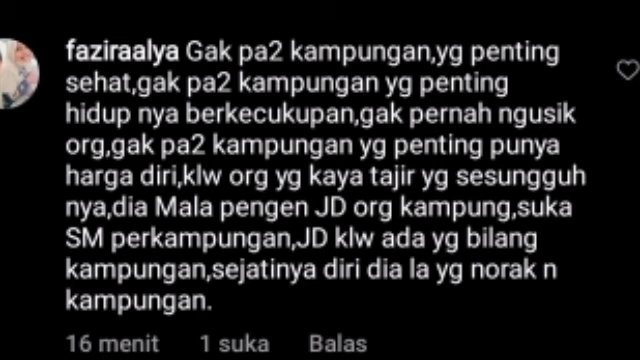 faziraalya Gak pa2 kampungan,yg penting
sehat,gak pa2 kampungan yg penting
hidup nya berkecukupan,gak pernah ngusik
org,gak pa2 kampungan yg penting punya
harga diri,klw org yg kaya tajir yg sesungguh
nya,dia Mala pengen JD org kampung,suka
SM perkampungan,JD klw ada yg bilang
kampungan,sejatinya diri dia la yg norak n
kampungan.
16 menit 1 suka Balas